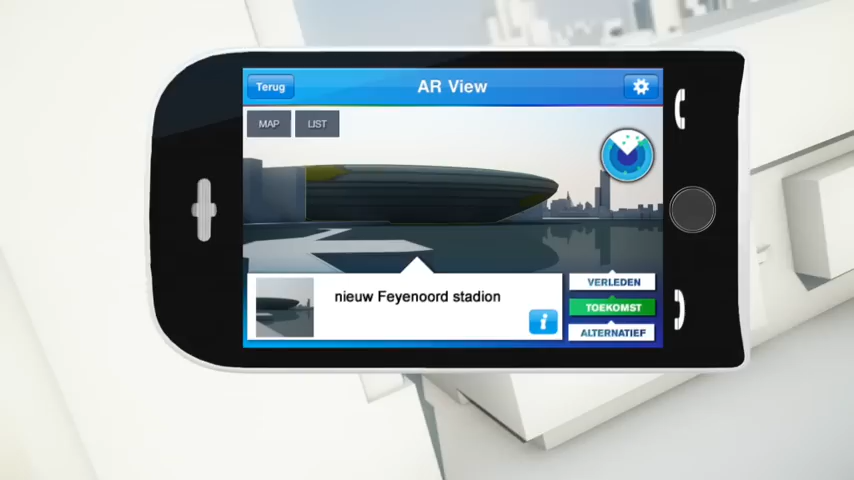 Terug
AR View
MAP
LIST
nieuw Feyenoord stadion
i
VERLEDEN
TOEKOMST
ALTERNATIEF